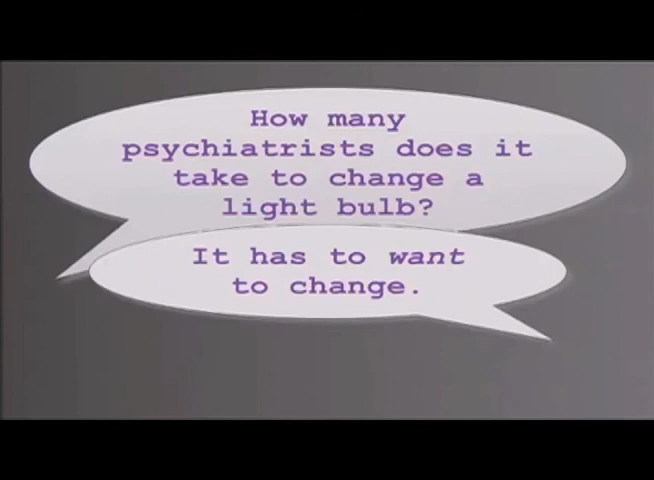 How many
psychiatrists does it
take to change a
light bulb?
It has to want
to change.